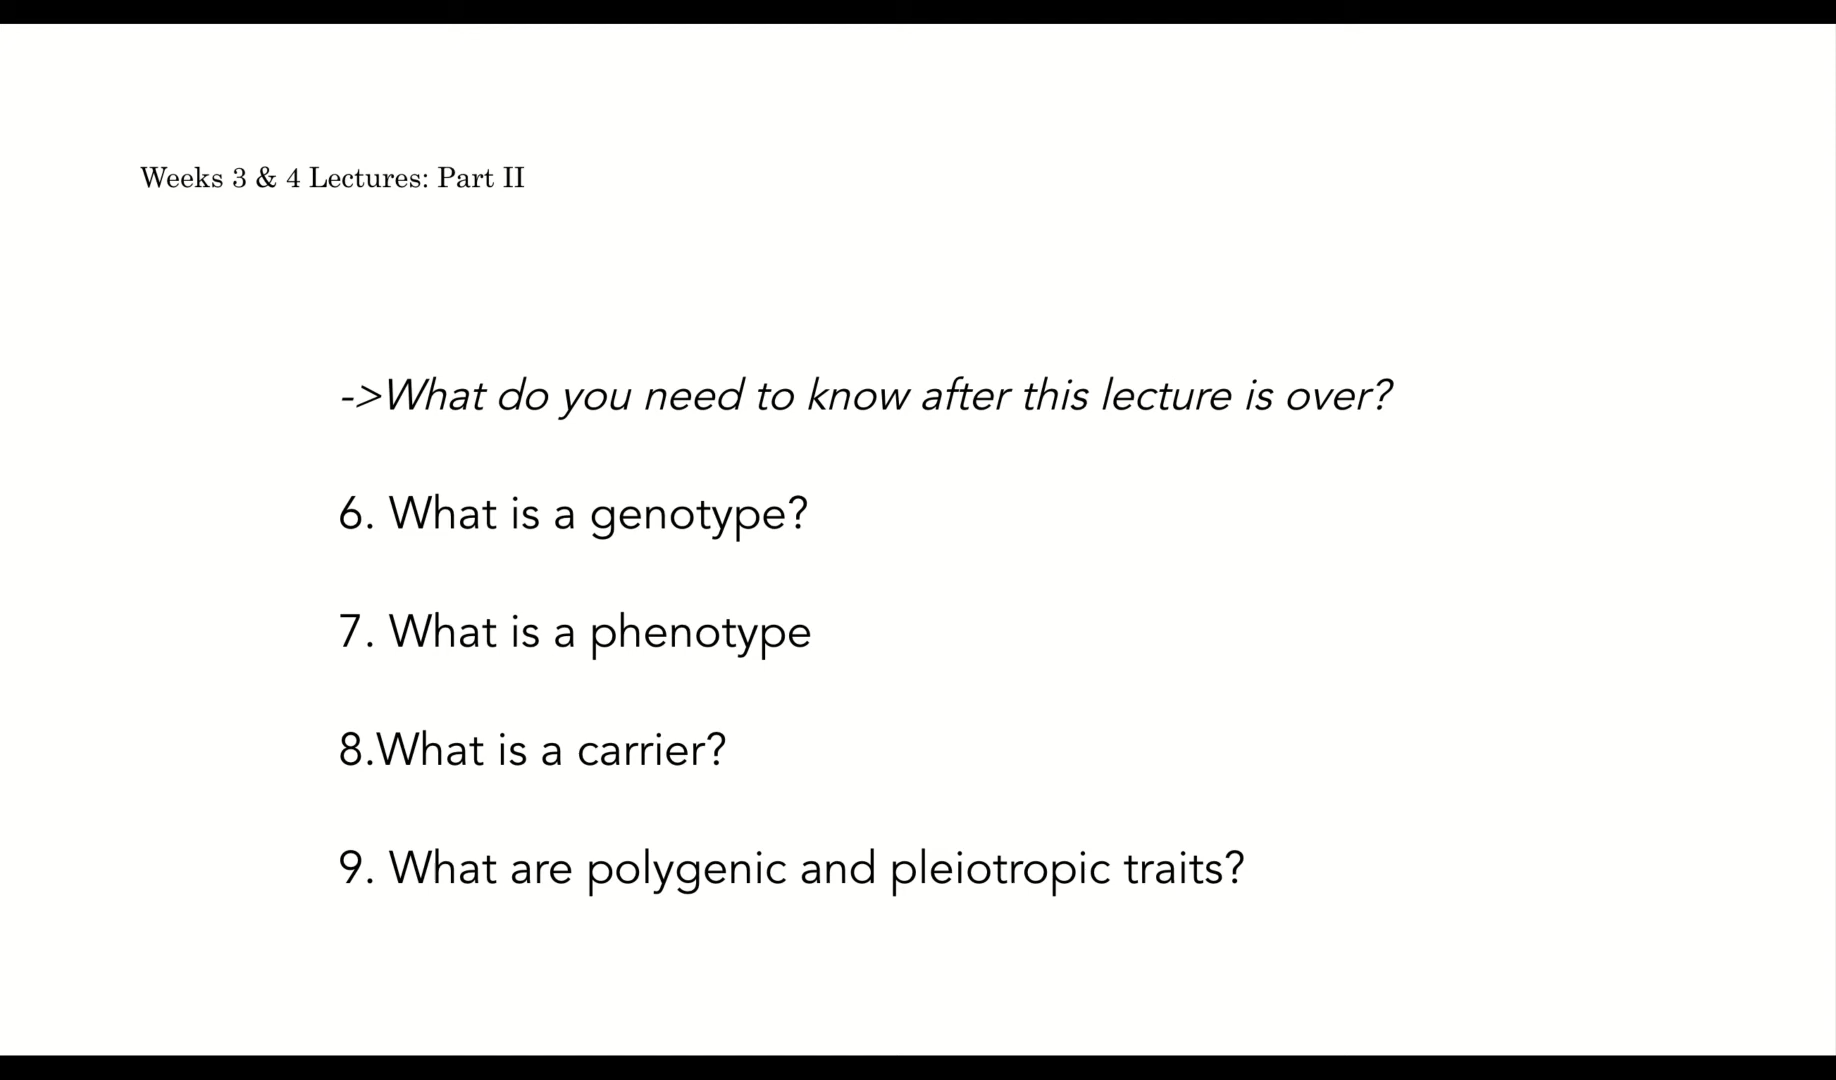 Weeks 3 & 4 Lectures: Part II
->What do you need to know after this lecture is over?
6. What is a genotype?
7. What is a phenotype
8.What is a carrier?
9. What are polygenic and pleiotropic traits?